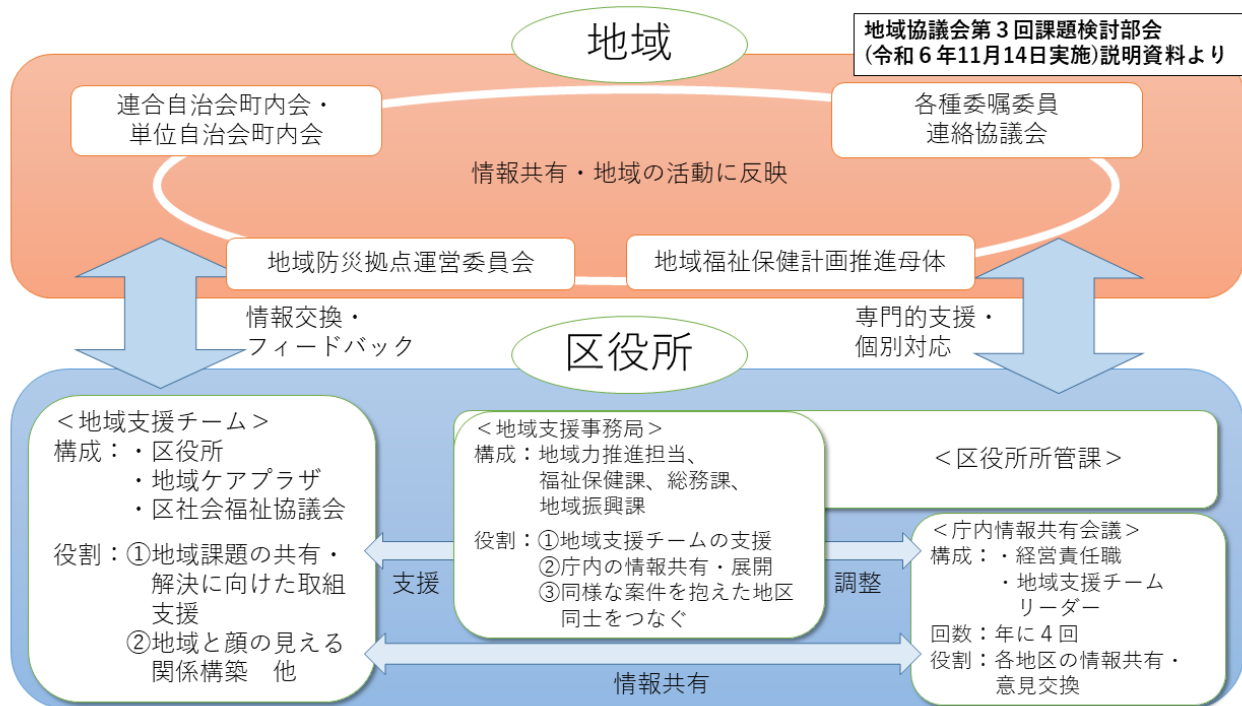 地域
地域協議会第３回課題検討部会
(令和６年11月14日実施)説明資料より
連合自治会町内会・
単位自治会町内会
各種委嘱委員
連絡協議会
情報共有・地域の活動に反映
地域防災拠点運営委員会
地域福祉保健計画推進母体
情報交換・
フィードバック
専門的支援・
個別対応
区役所
＜地域支援チーム＞
構成：・区役所
・地域ケアプラザ
・区社会福祉協議会
役割：①地域課題の共有・
解決に向けた取組
支援
②地域と顔の見える
関係構築　他
＜地域支援事務局＞
構成：地域力推進担当、
福祉保健課、総務課、
地域振興課
役割：①地域支援チームの支援
②庁内の情報共有・展開
③同様な案件を抱えた地区
同士をつなぐ
＜区役所所管課＞
＜庁内情報共有会議＞
構成：・経営責任職
・地域支援チーム
リーダー
回数：年に４回
役割：各地区の情報共有・
意見交換
支援
調整
情報共有